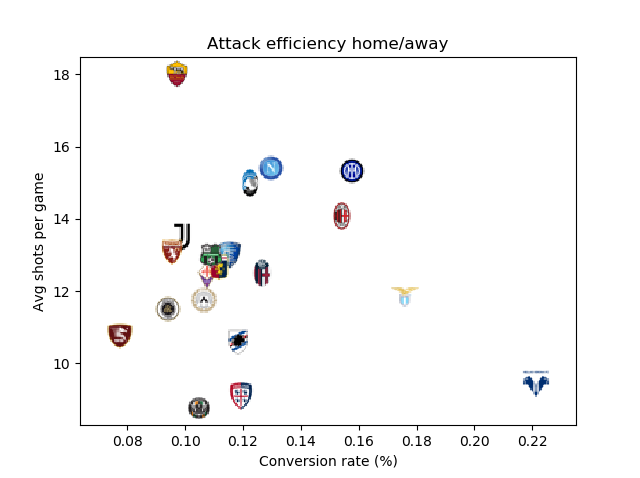 Attack efficiency home/away
18
16
14
12
10
Avg shots per game
0.08 0.10 0.12 0.14 0.16 0.18 0.20 0.22
Conversion rate (%)